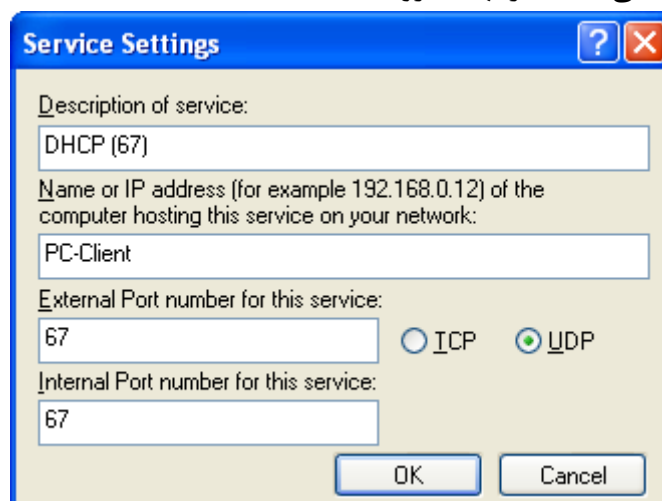 Service Settings
Description of service:
DHCP (67)
Name or IP address (for example 192.168.0.12) of the
computer hosting this service on your network:
PC-Client
External Port number for this service:
67
TCP UDP
Internal Port number for this service:
67
OK Cancel